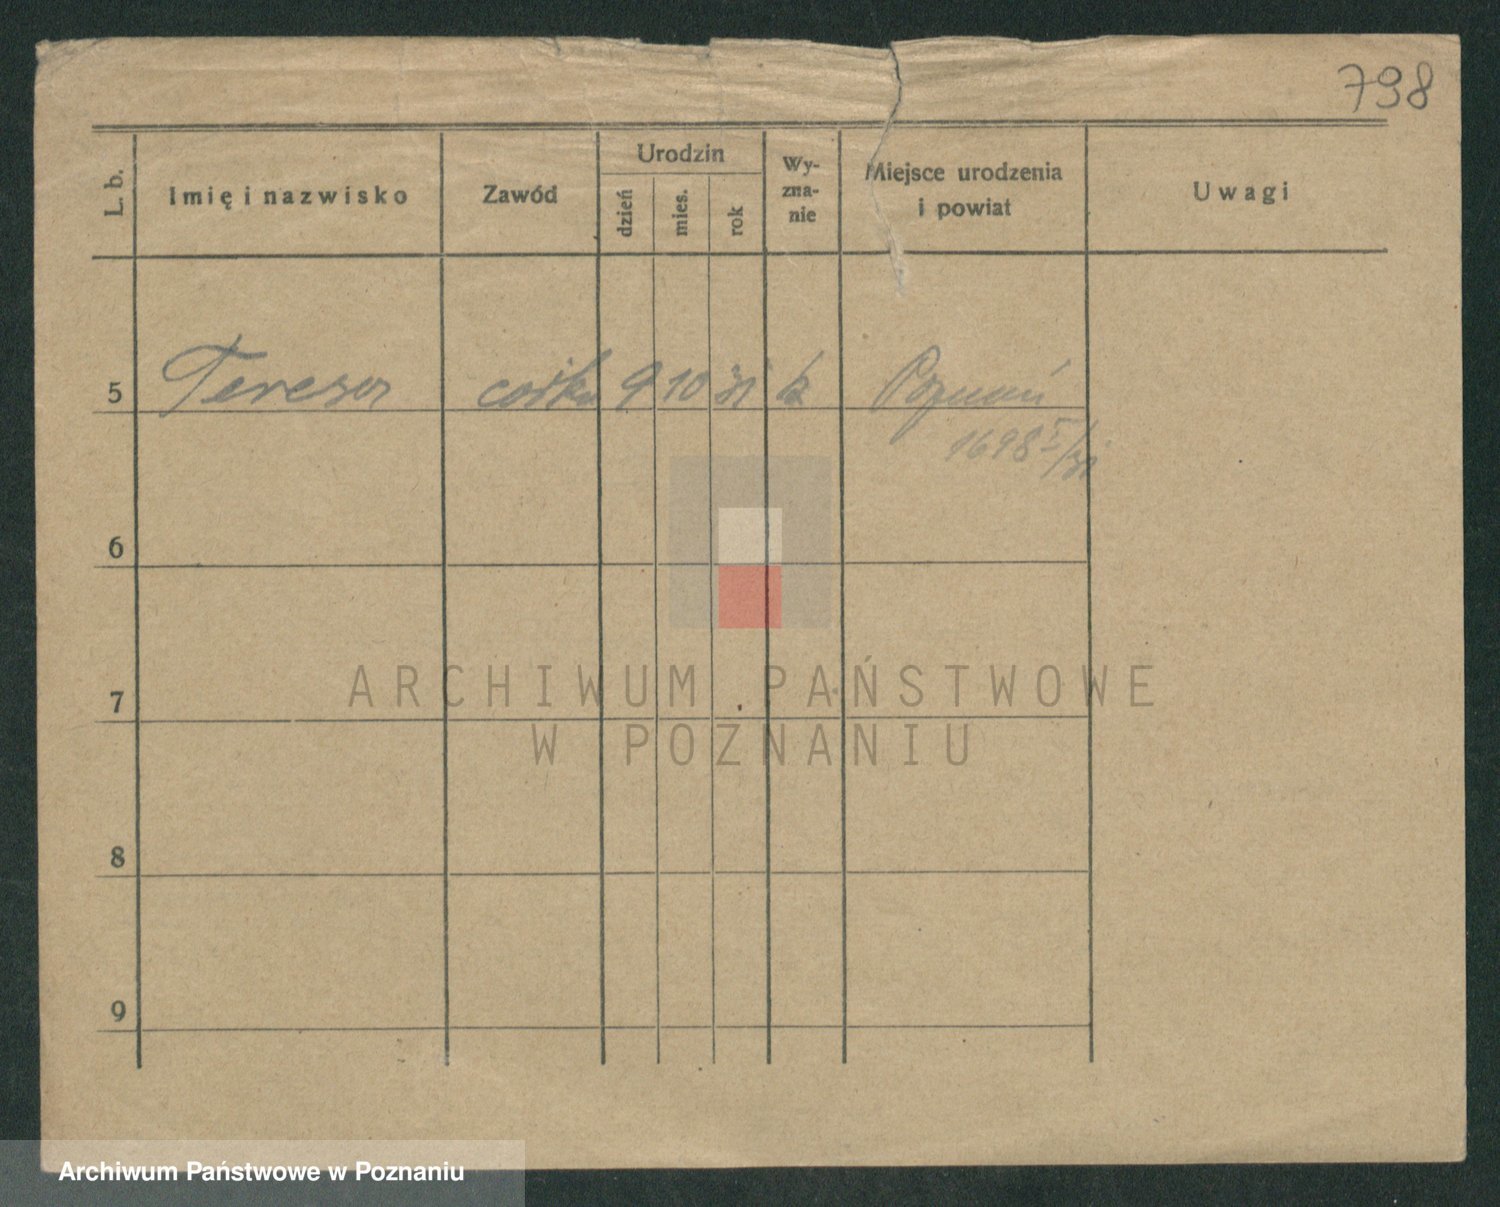 798
L. b.
Imię i nazwisko
Zawód
Urodzin
dzień
mies.
rok
Wy-
zna-
nie
Miejsce urodzenia
i powiat
Uwagi
5 Teresa córka 9 10 31 k Poznań
1698 I/31
6
7
8
9
ARCHIWUM PAŃSTWOWE
W POZNANIU
Archiwum Państwowe w Poznaniu